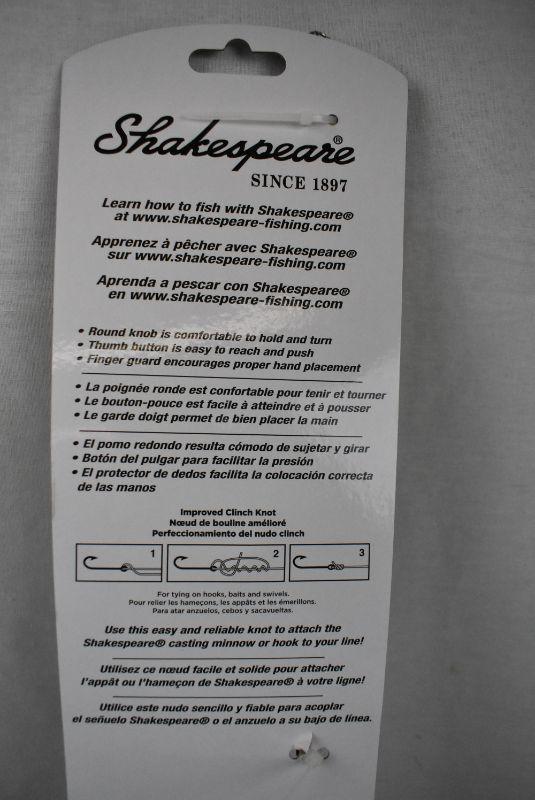 Shakespeare®
SINCE 1897
Learn how to fish with Shakespeare®
at www.shakespeare-fishing.com
Apprenez à pêcher avec Shakespeare®
sur www.shakespeare-fishing.com
Aprenda a pescar con Shakespeare®
en www.shakespeare-fishing.com
• Round knob is comfortable to hold and turn
• Thumb button is easy to reach and push
• Finger guard encourages proper hand placement
• La poignée ronde est confortable pour tenir et tourner
• Le bouton-pouce est facile à atteindre et à pousser
• Le garde doigt permet de bien placer la main
• El pomo redondo resulta cómodo de sujetar y girar
• Botón del pulgar para facilitar la presión
• El protector de dedos facilita la colocación correcta
de las manos
Improved Clinch Knot
Nœud de bouline amélioré
Perfeccionamiento del nudo clinch
1 2 3
For tying on hooks, baits and swivels.
Pour relier les hameçons, les appâts et les émerillons.
Para atar anzuelos, cebos y sacavueltas.
Use this easy and reliable knot to attach the
Shakespeare® casting minnow or hook to your line!
Utilisez ce nœud facile et solide pour attacher
l'appât ou l'hameçon de Shakespeare® à votre ligne!
Utilice este nudo sencillo y fiable para acoplar
el señuelo Shakespeare® o el anzuelo a su bajo de línea.